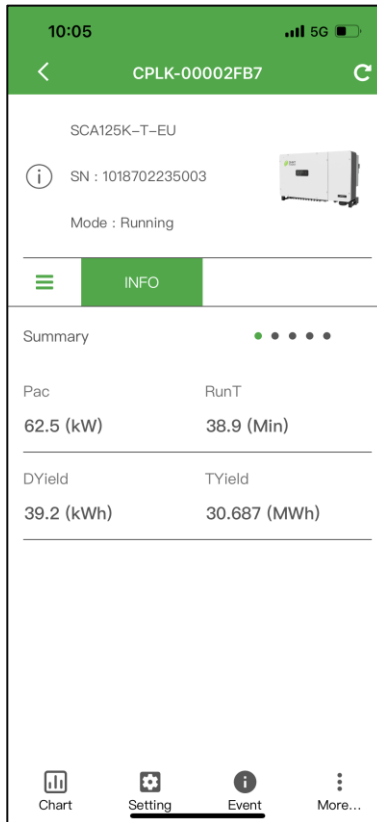 10:05 5G
CPLK-00002FB7
SCA125K-T-EU
SN : 1018702235003
Mode : Running
INFO
Summary
Pac RunT
62.5 (kW) 38.9 (Min)
DYield TYield
39.2 (kWh) 30.687 (MWh)
Chart Setting Event More...